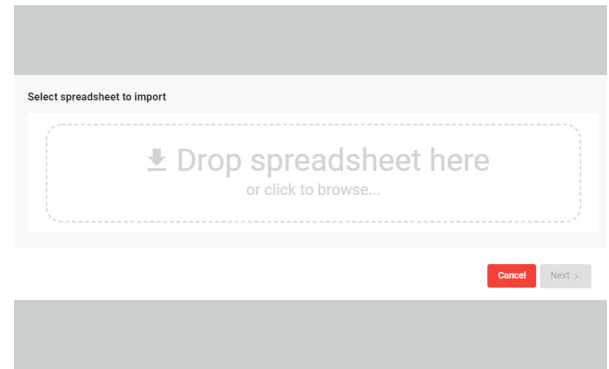 Select spreadsheet to import
Drop spreadsheet here
or click to browse...
Cancel Next >